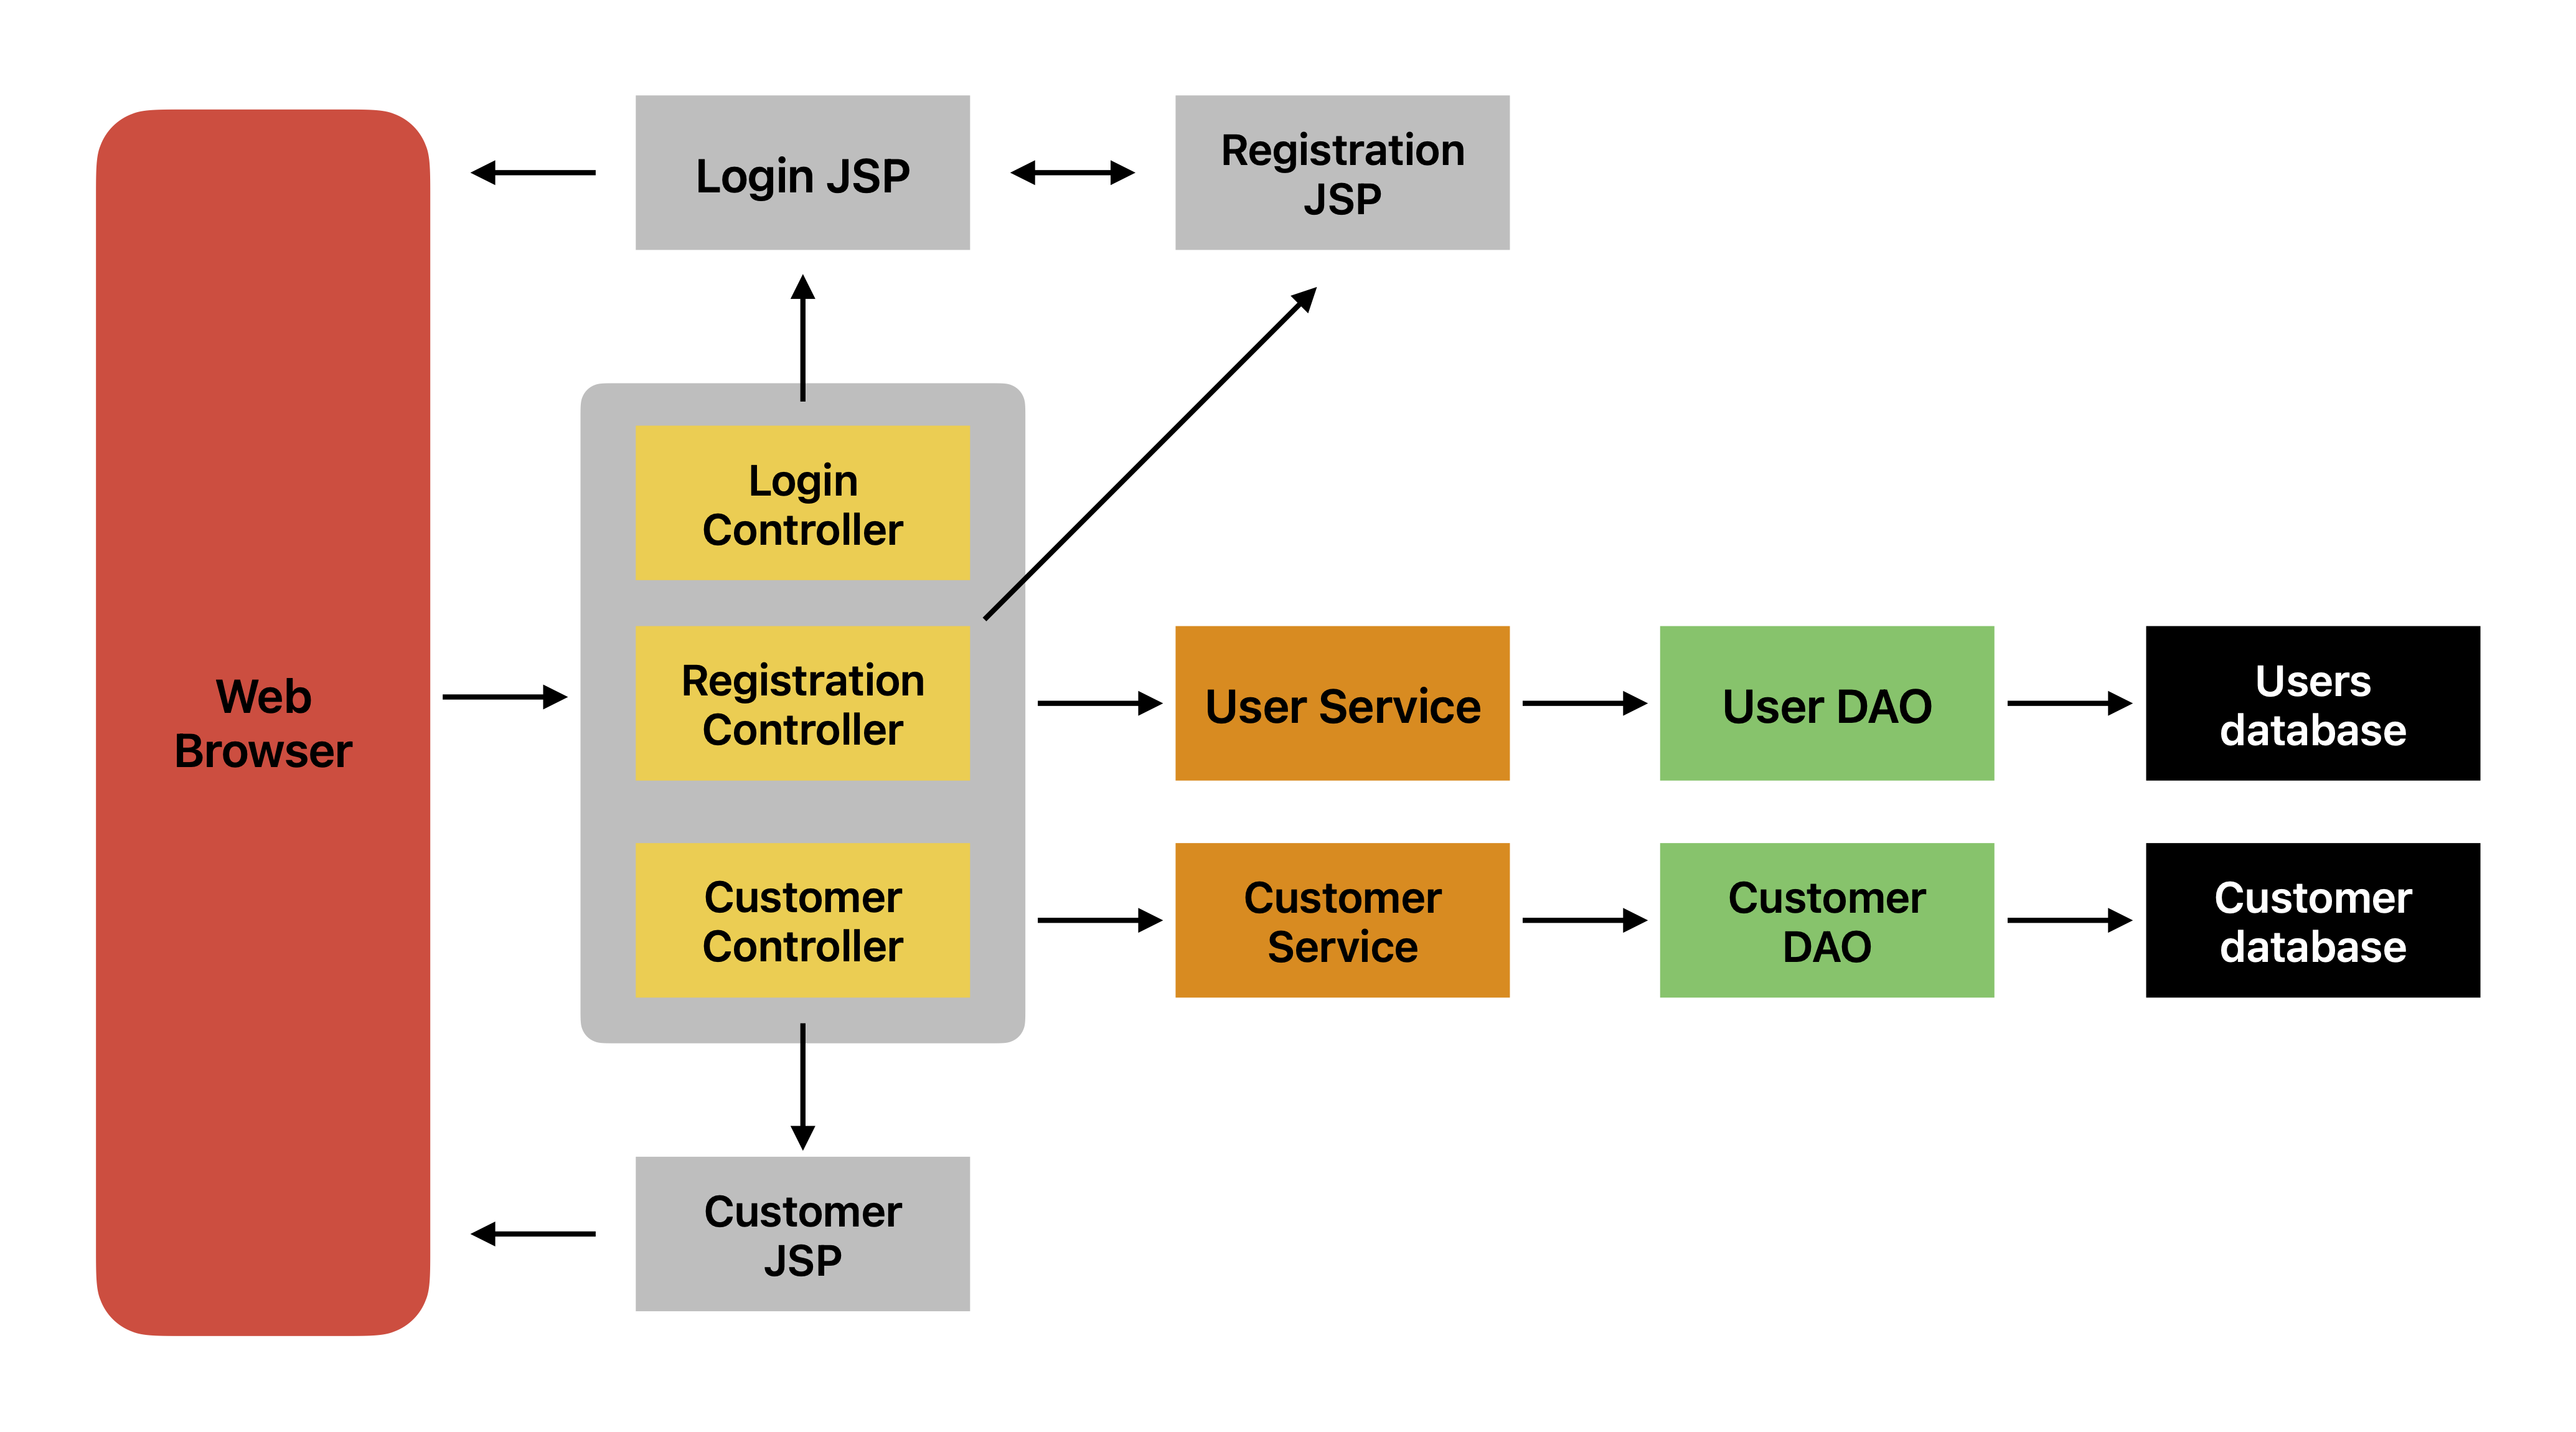 Login JSP
Registration
JSP
Login
Controller
Web
Browser
Registration
Controller
User Service
User DAO
Users
database
Customer
Controller
Customer
Service
Customer
DAO
Customer
database
Customer
JSP